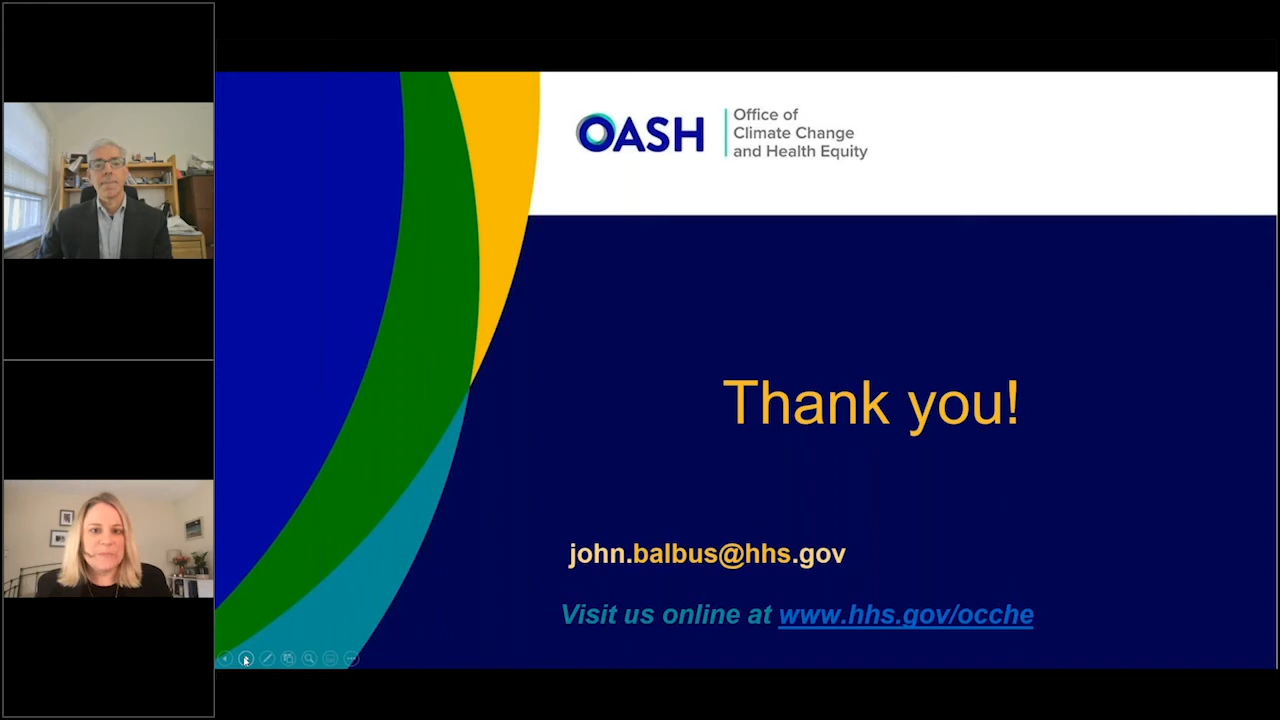 OASH
Office of
Climate Change
and Health Equity
Thank you!
john.balbus@hhs.gov
Visit us online at www.hhs.gov/ocche